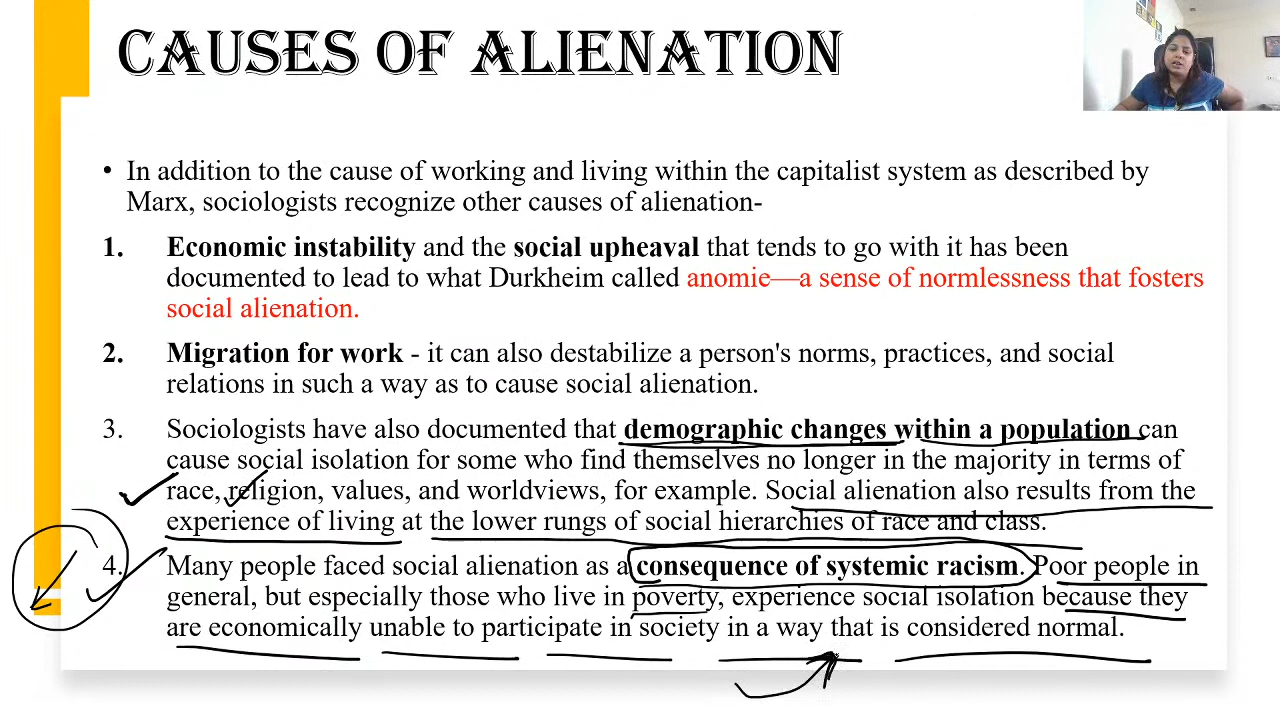 CAUSES OF ALIENATION
• In addition to the cause of working and living within the capitalist system as described by
Marx, sociologists recognize other causes of alienation-
1. Economic instability and the social upheaval that tends to go with it has been
documented to lead to what Durkheim called anomie—a sense of normlessness that fosters
social alienation.
2. Migration for work - it can also destabilize a person's norms, practices, and social
relations in such a way as to cause social alienation.
3. Sociologists have also documented that demographic changes within a population can
cause social isolation for some who find themselves no longer in the majority in terms of
race, religion, values, and worldviews, for example. Social alienation also results from the
experience of living at the lower rungs of social hierarchies of race and class.
4. Many people faced social alienation as a consequence of systemic racism. Poor people in
general, but especially those who live in poverty, experience social isolation because they
are economically unable to participate in society in a way that is considered normal.